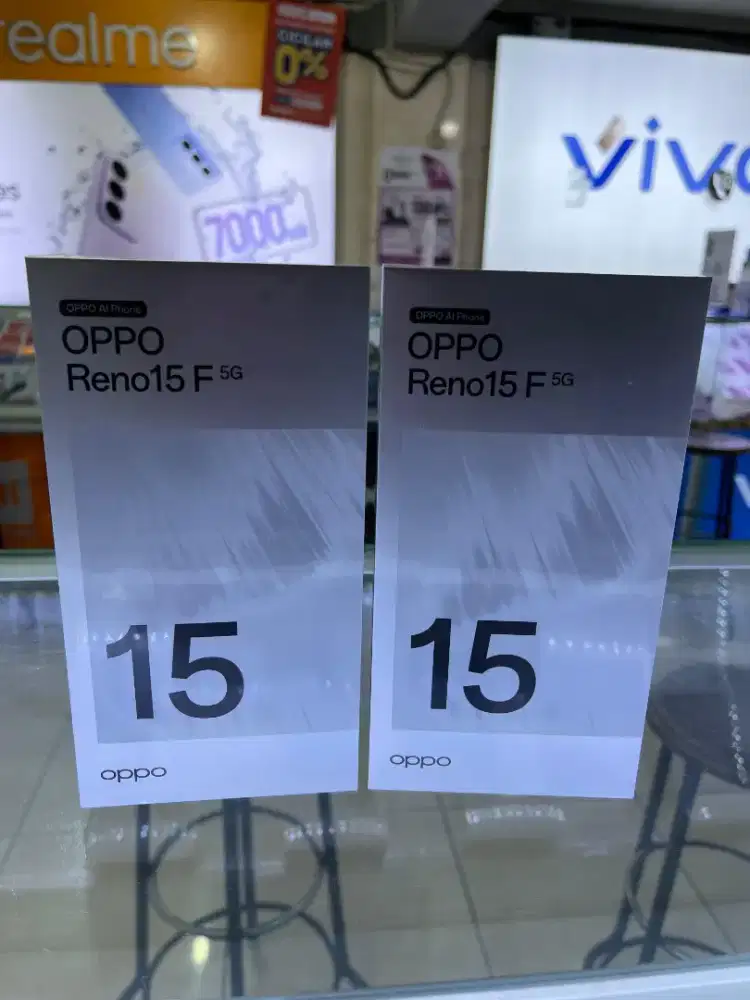 realme
CICILAN
0%
7000
vivo
OPPO AI Phone
OPPO
Reno15 F 5G
15
oppo
OPPO AI Phone
OPPO
Reno15 F 5G
15
oppo